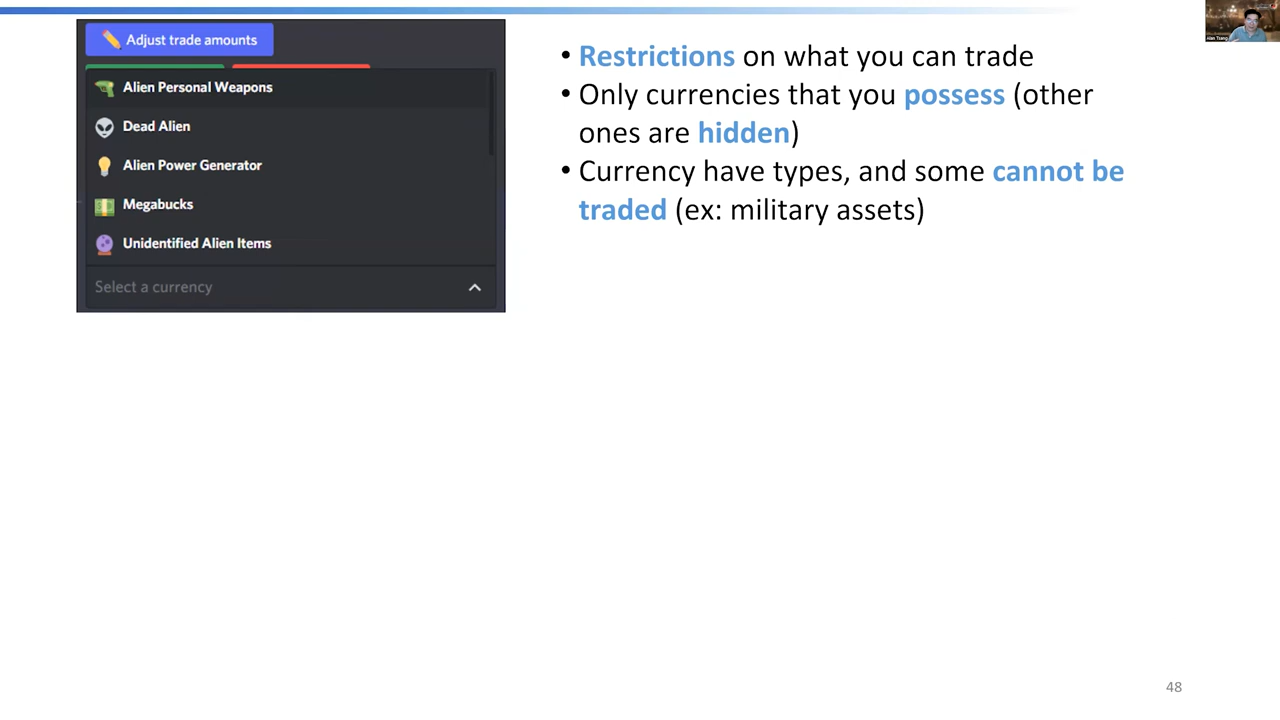 Adjust trade amounts
Alien Personal Weapons
Dead Alien
Alien Power Generator
Megabucks
Unidentified Alien Items
Select a currency
• Restrictions on what you can trade
• Only currencies that you possess (other
ones are hidden)
• Currency have types, and some cannot be
traded (ex: military assets)
Alan Tsang
48